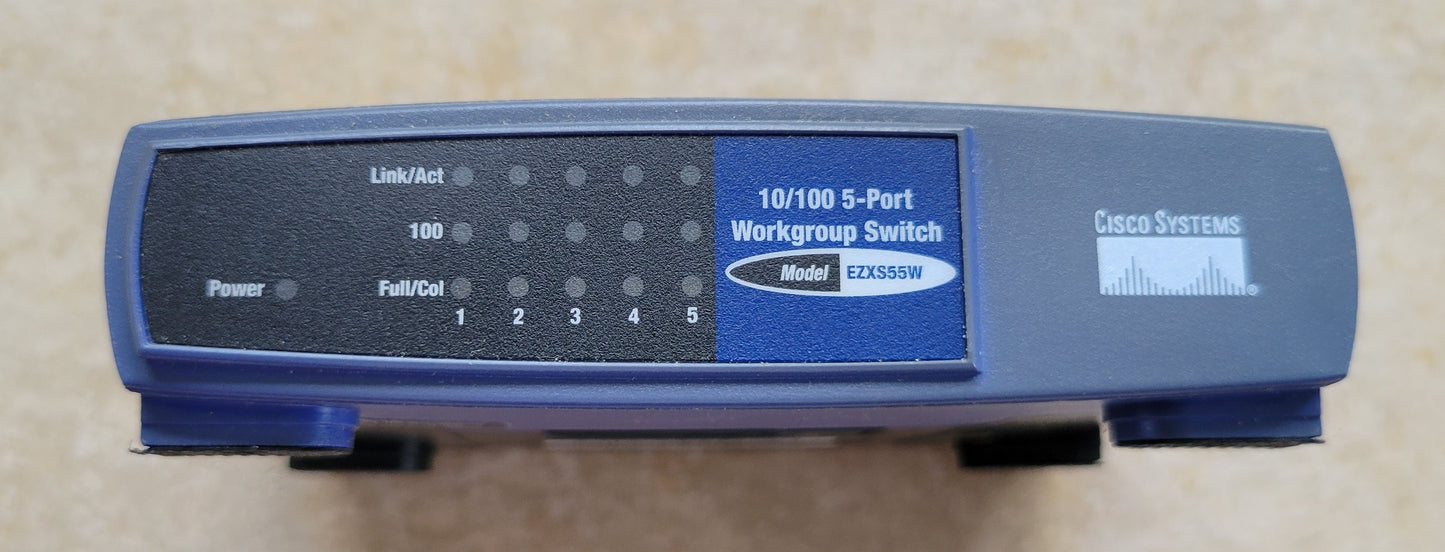 Link/Act
100
Power
Full/Col
1 2 3 4 5
10/100 5-Port
Workgroup Switch
Model EZXS55W
CISCO SYSTEMS
®